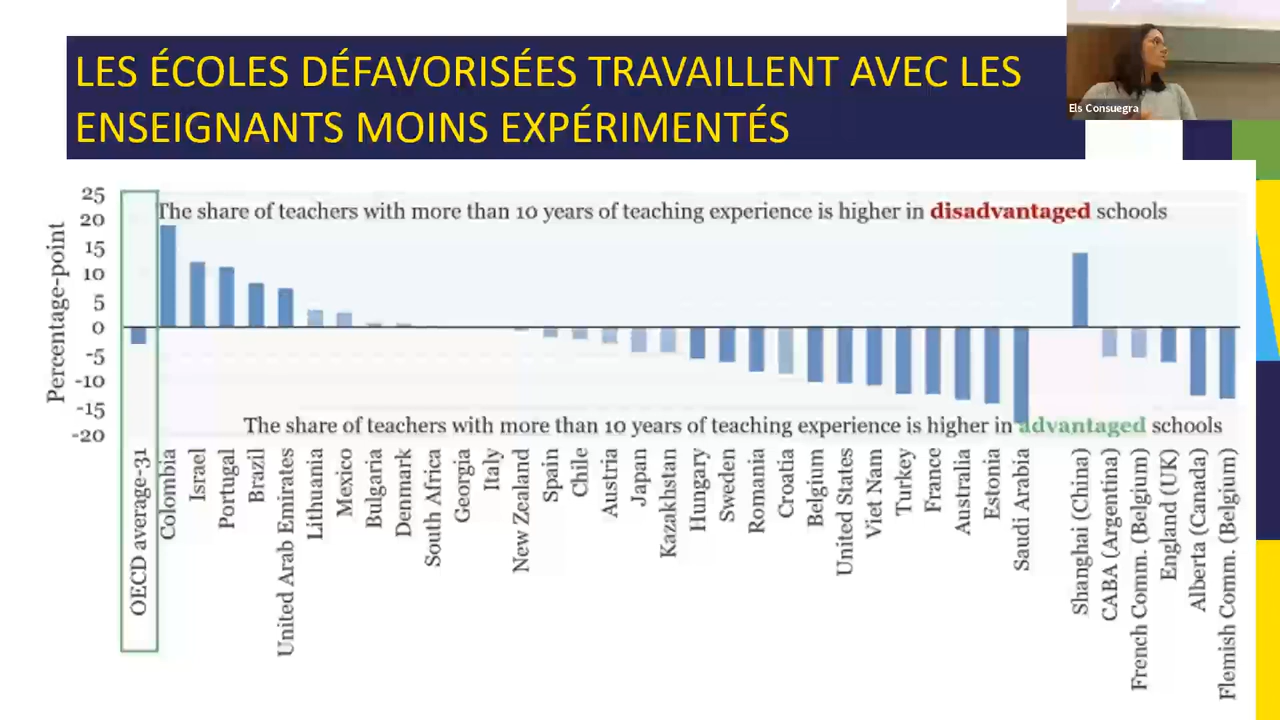 LES ÉCOLES DÉFAVORISÉES TRAVAILLENT AVEC LES
ENSEIGNANTS MOINS EXPÉRIMENTÉS
Els Consuegra
Percentage-point
25
20
15
10
5
0
-5
-10
-15
-20
The share of teachers with more than 10 years of teaching experience is higher in disadvantaged schools
The share of teachers with more than 10 years of teaching experience is higher in advantaged schools
OECD average-31
Colombia
Israel
Portugal
Brazil
United Arab Emirates
Lithuania
Mexico
Bulgaria
Denmark
South Africa
Georgia
Italy
New Zealand
Spain
Chile
Austria
Japan
Kazakhstan
Hungary
Sweden
Romania
Croatia
Belgium
United States
Viet Nam
Turkey
France
Australia
Estonia
Saudi Arabia
Shanghai (China)
CABA (Argentina)
French Comm. (Belgium)
England (UK)
Alberta (Canada)
Flemish Comm. (Belgium)